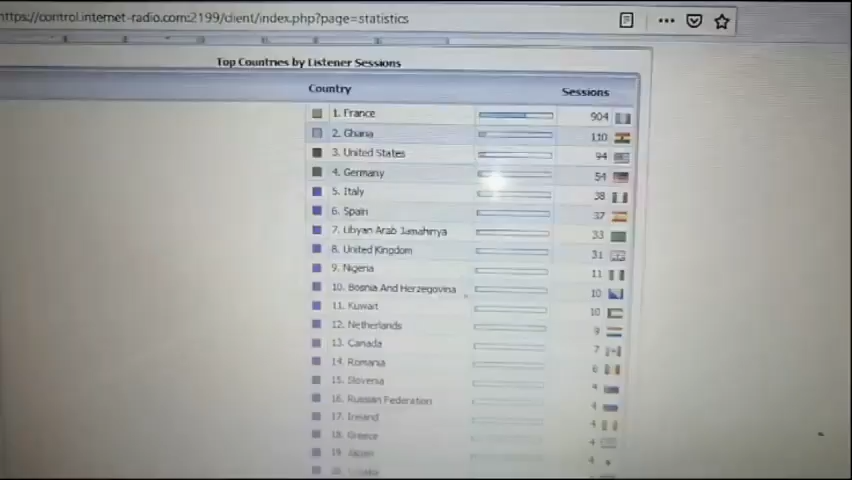 https://control.internet-radio.com:2199/client/index.php?page=statistics
Top Countries by Listener Sessions
Country Sessions
1. France 904
2. Ghana 110
3. United States 94
4. Germany 54
5. Italy 38
6. Spain 37
7. Libyan Arab Jamahiriya 33
8. United Kingdom 31
9. Nigeria 11
10. Bosnia And Herzegovina 10
11. Kuwait 10
12. Netherlands 9
13. Canada 7
14. Romania 6
15. Slovenia 4
16. Russian Federation 4
17. Ireland 4
18. Greece 4
19. Japan 4